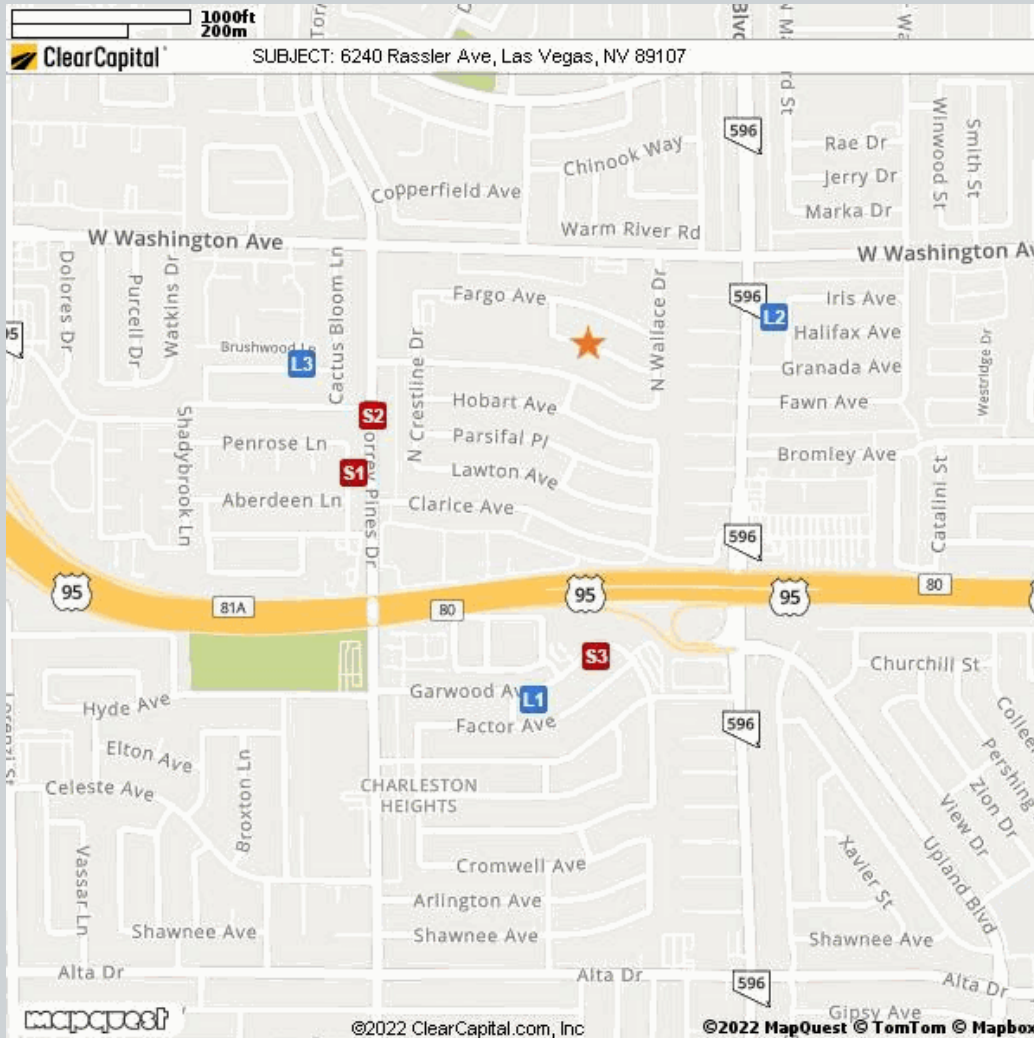 1000ft
200m
ClearCapital
SUBJECT: 6240 Rassler Ave, Las Vegas, NV 89107
596
Chinook Way
Rae Dr
Winwood St
Smith St
Jerry Dr
Copperfield Ave
Marka Dr
Warm River Rd
W Washington Ave
W Washington
Dolores Dr
Purcell Dr
Watkins Dr
Cactus Bloom Ln
Fargo Ave
N Wallace Dr
596
Iris Ave
L2
Halifax Ave
95
Brushwood Ln
L3
N Crestline Dr
Granada Ave
Westridge Dr
Hobart Ave
Fawn Ave
S2
Shadybrook Ln
Penrose Ln
Parsifal Pl
Bromley Ave
S1
Lawton Ave
Aberdeen Ln
Torrey Pines Dr
Clarice Ave
Catalini St
596
95
81A
80
95
95
80
S3
Churchill St
Garwood Ave
L1
Hyde Ave
Factor Ave
596
Elton Ave
Celeste Ave
Broxton Ln
CHARLESTON
HEIGHTS
Pershing
Zion Dr
View Dr
Vassar Ln
Cromwell Ave
Xavier St
Upland Blvd
Arlington Ave
Shawnee Ave
Shawnee Ave
Shawnee Ave
Alta Dr
Alta Dr
596
Alta Dr
Gipsy Ave
mapquest
©2022 ClearCapital.com, Inc
©2022 MapQuest © TomTom © Mapbox